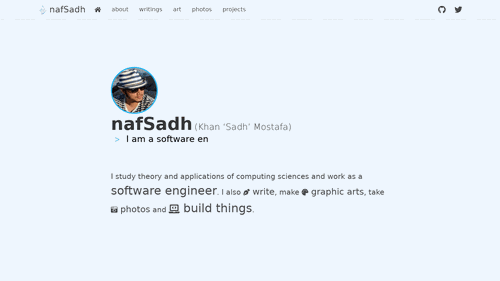 nafSadh about writings art photos projects
nafSadh (Khan 'Sadh' Mostafa)
> I am a software en
I study theory and applications of computing sciences and work as a
software engineer. I also write, make graphic arts, take
photos and build things.